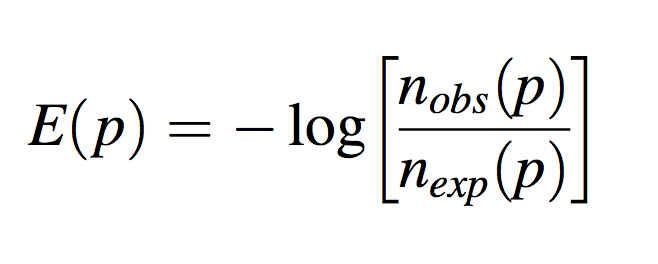 E(p) = − log [ n_obs(p) / n_exp(p) ]